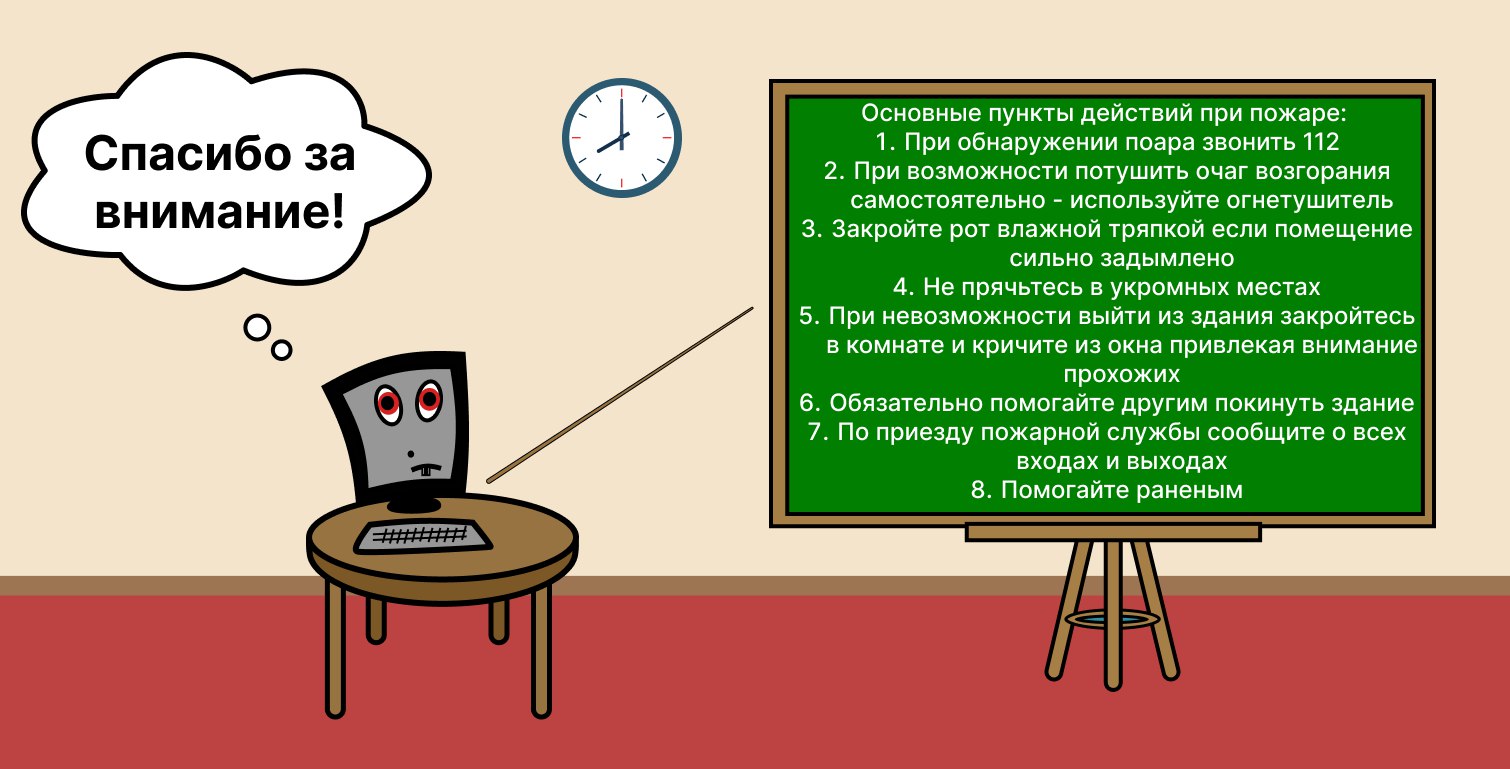 Спасибо за
внимание!
Основные пункты действий при пожаре:
1. При обнаружении поара звонить 112
2. При возможности потушить очаг возгорания
самостоятельно - используйте огнетушитель
3. Закройте рот влажной тряпкой если помещение
сильно задымлено
4. Не прячьтесь в укромных местах
5. При невозможности выйти из здания закройтесь
в комнате и кричите из окна привлекая внимание
прохожих
6. Обязательно помогайте другим покинуть здание
7. По приезду пожарной службы сообщите о всех
входах и выходах
8. Помогайте раненым